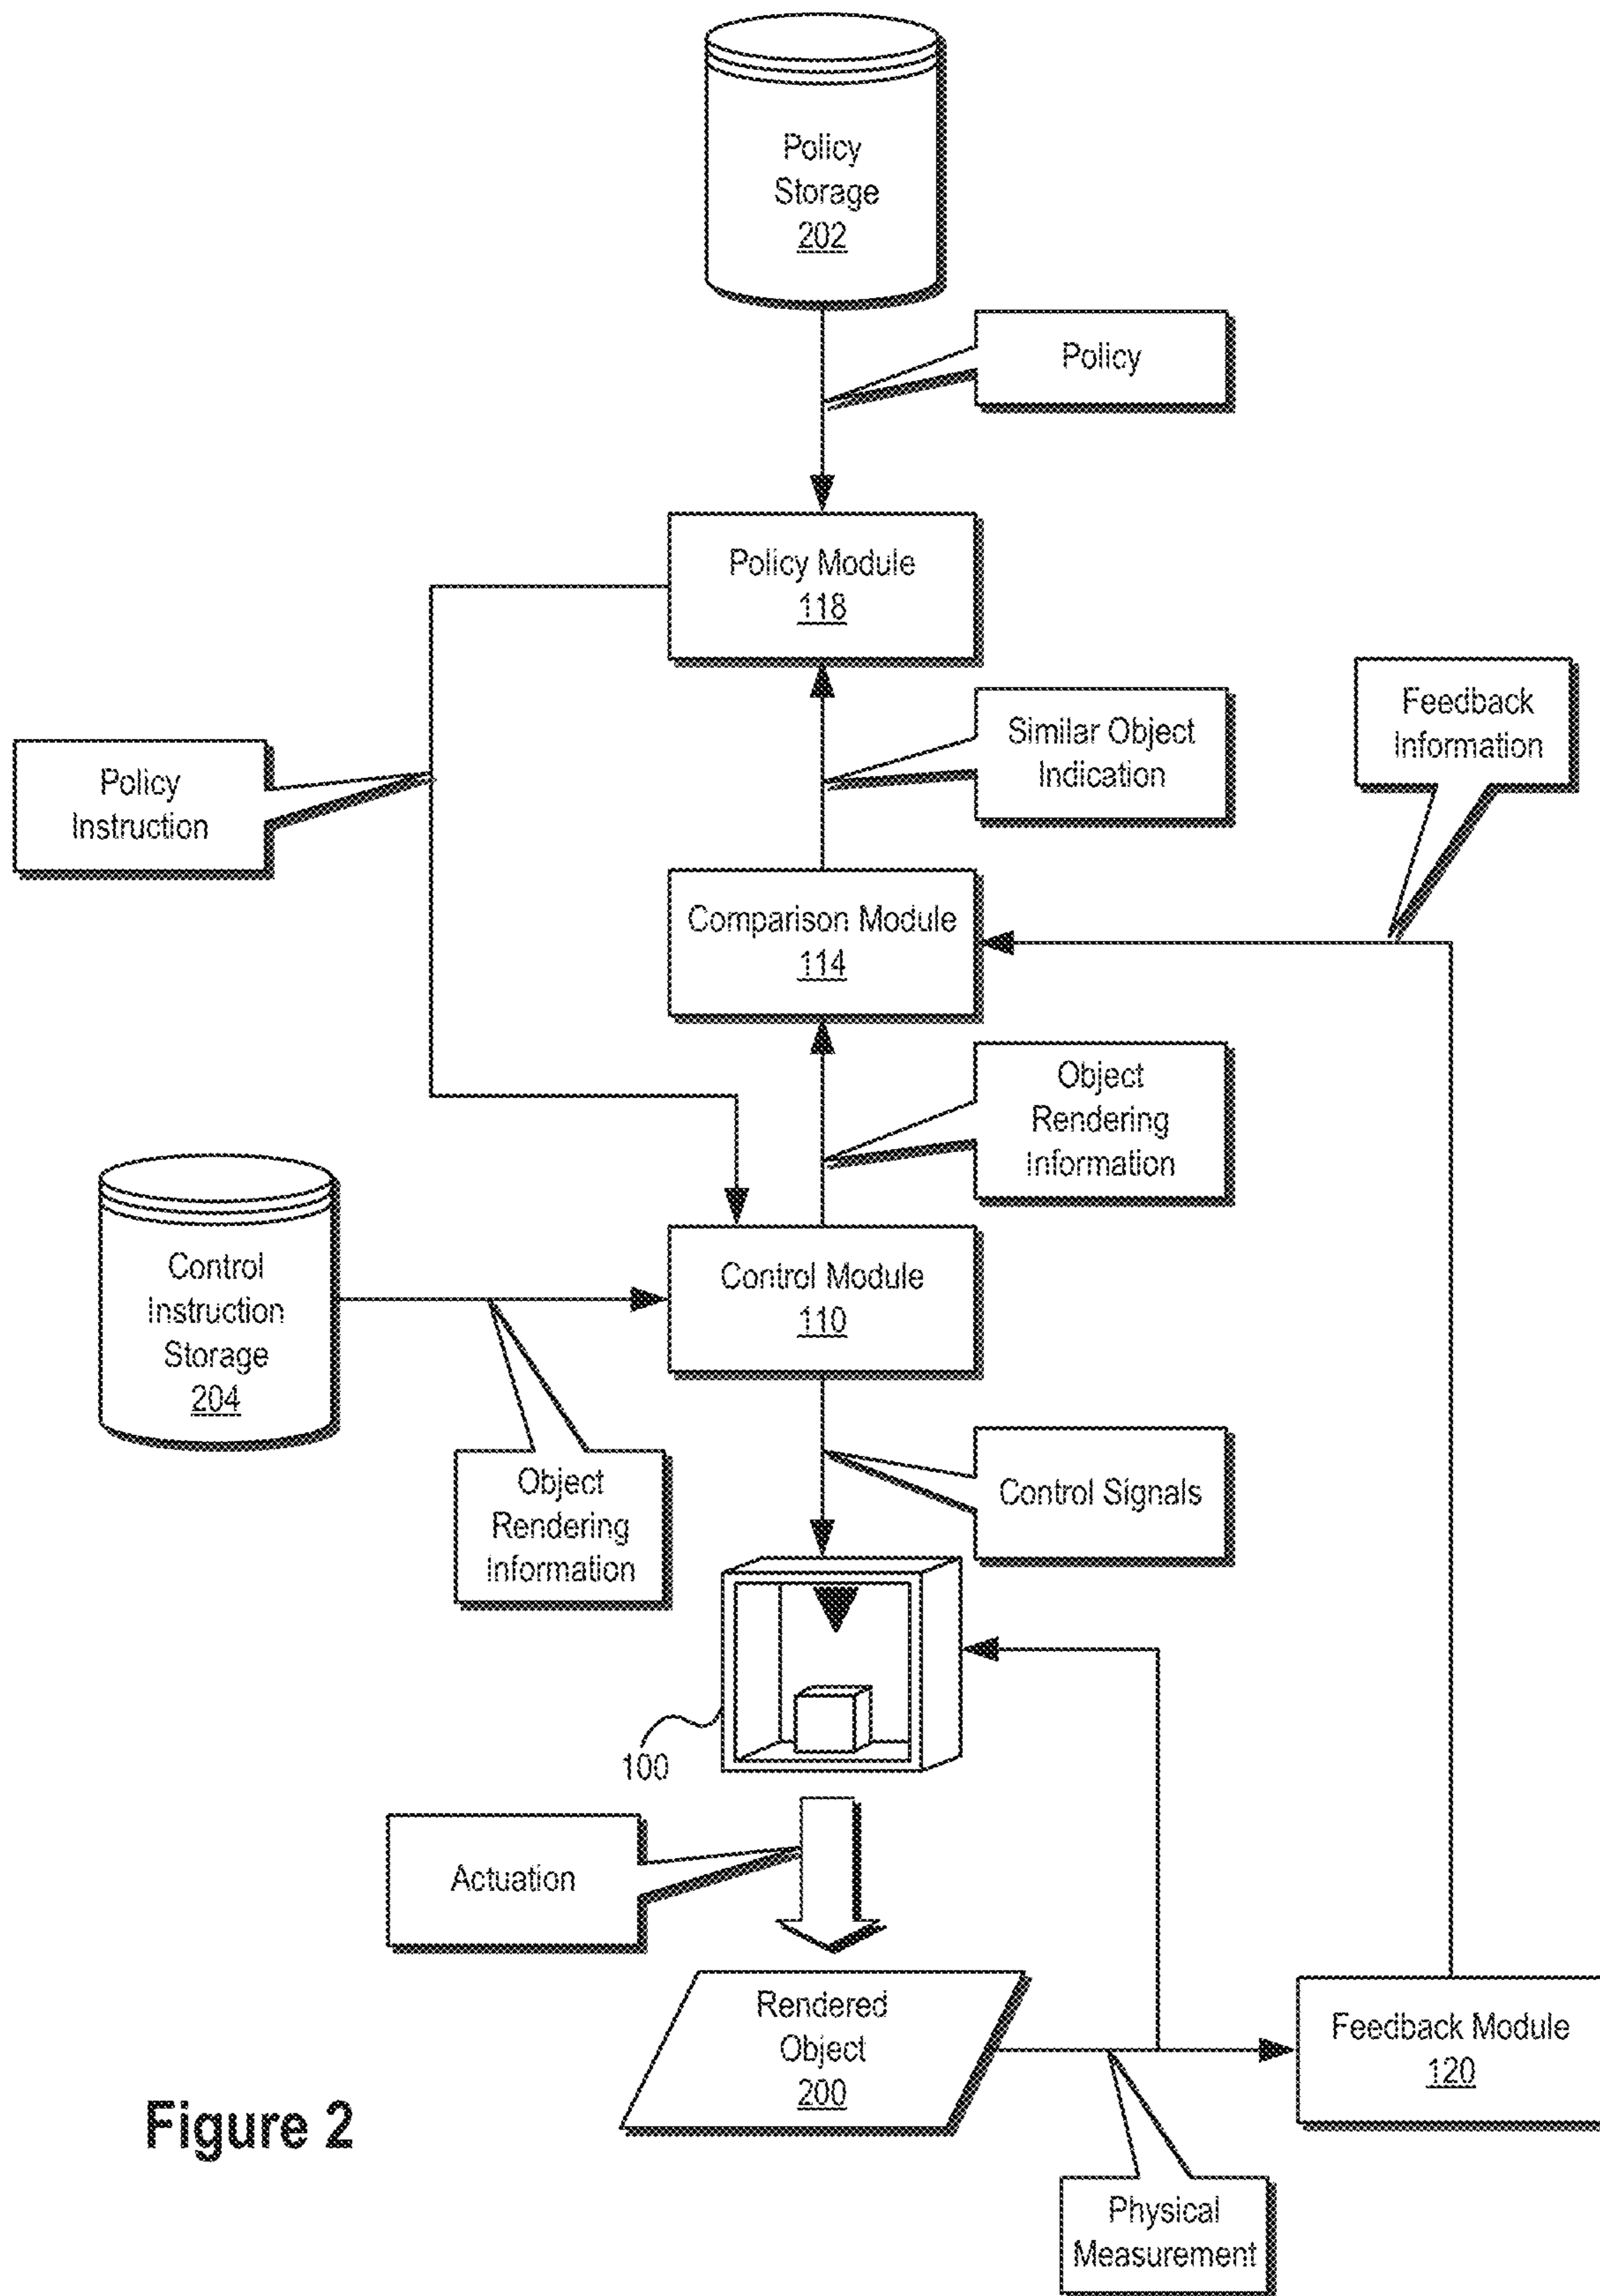 Policy
Storage
202
Policy
Policy Module
118
Similar Object
Indication
Feedback
Information
Policy
Instruction
Comparison Module
114
Object
Rendering
Information
Control
Instruction
Storage
204
Control Module
110
Object
Rendering
Information
Control Signals
100
Actuation
Rendered
Object
200
Feedback Module
120
Figure 2
Physical
Measurement